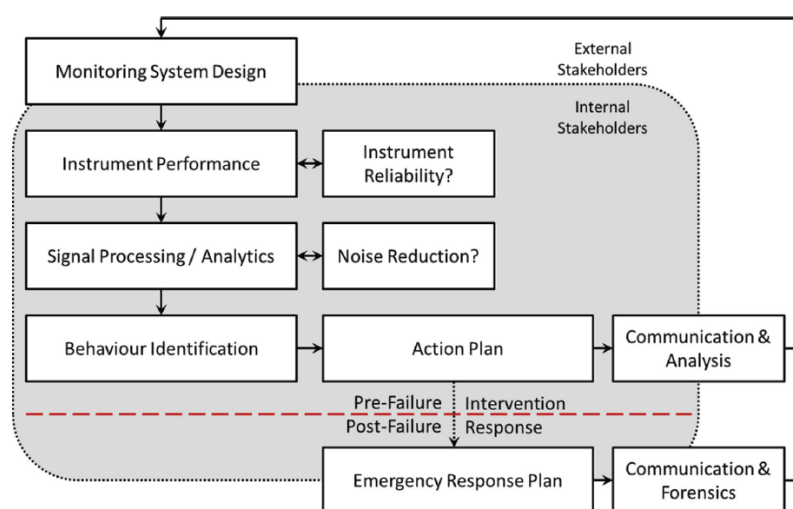 Monitoring System Design
External
Stakeholders
Internal
Stakeholders
Instrument Performance
Instrument
Reliability?
Signal Processing / Analytics
Noise Reduction?
Behaviour Identification
Action Plan
Communication &
Analysis
Pre-Failure
Intervention
Post-Failure
Response
Emergency Response Plan
Communication &
Forensics